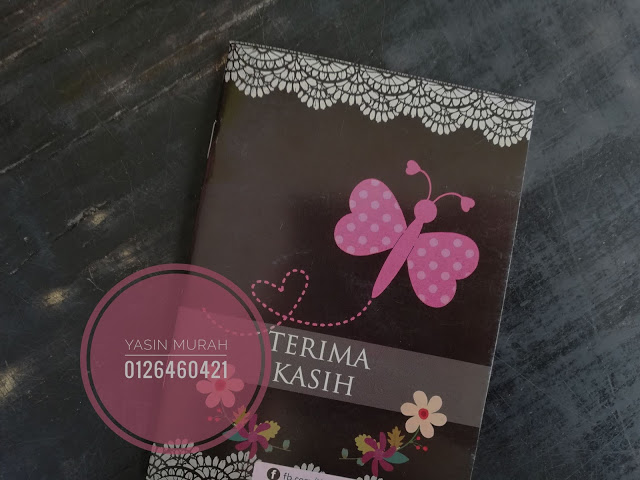 YASIN MURAH
0126460421
TERIMA
KASIH